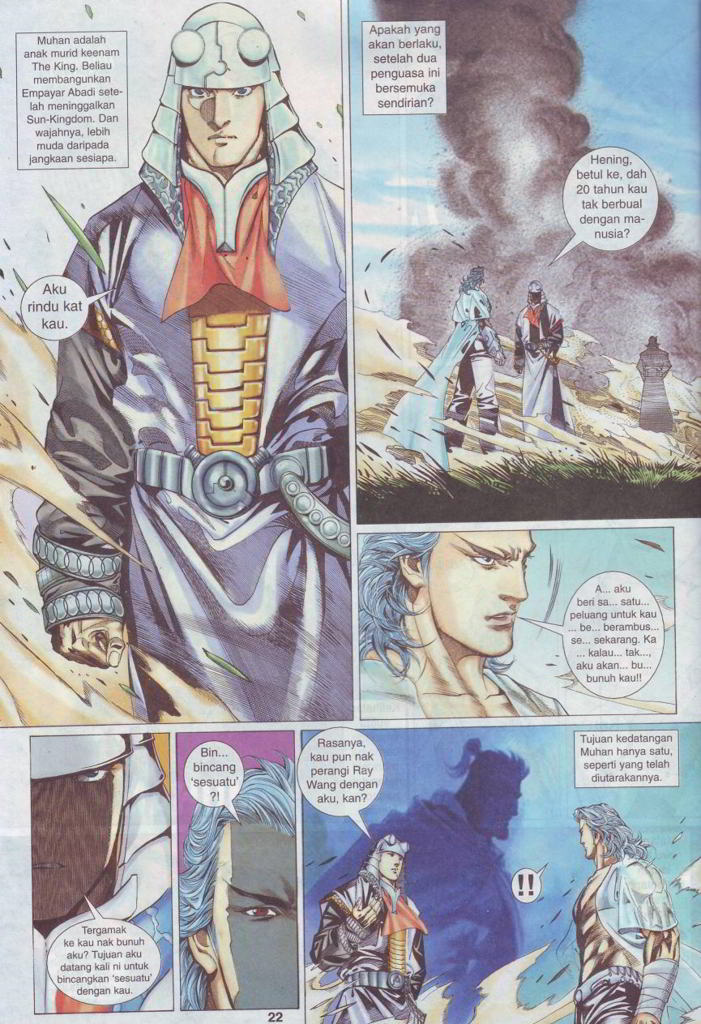 Muhan adalah
anak murid keenam
The King. Beliau
membangunkan
Empayar Abadi sete-
lah meninggalkan
Sun-Kingdom. Dan
wajahnya, lebih
muda daripada
jangkaan sesiapa.
Aku
rindu kat
kau.
Apakah yang
akan berlaku,
setelah dua
penguasa ini
bersemuka
sendirian?
Hening,
betul ke, dah
20 tahun kau
tak berbual
dengan ma-
nusia?
A... aku
beri sa... satu...
peluang untuk kau
... be... berambus...
se... sekarang. Ka
... kalau... tak...,
aku akan... bu...
bunuh kau!!
Tergamak
ke kau nak bunuh
aku? Tujuan aku
datang kali ni untuk
bincangkan 'sesuatu'
dengan kau.
Bin...
bincang
'sesuatu'
?!
Rasanya,
kau pun nak
perangi Ray
Wang dengan
aku, kan?
Tujuan kedatangan
Muhan hanya satu,
seperti yang telah
diutarakannya.
!!
22